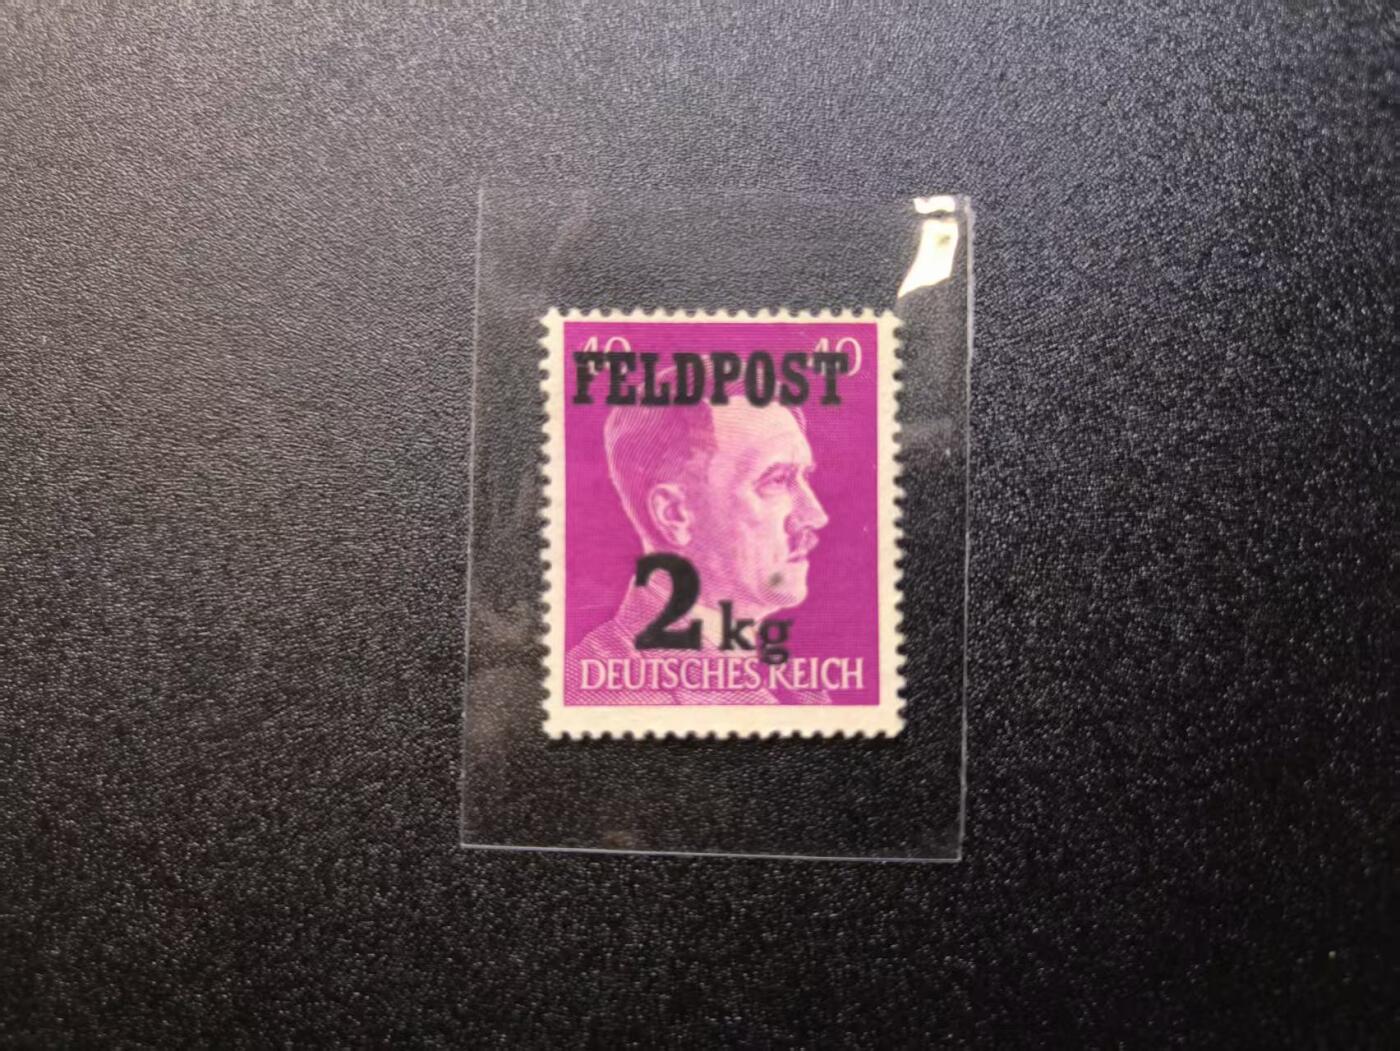 40 40
FELDPOST
2 kg
DEUTSCHES REICH